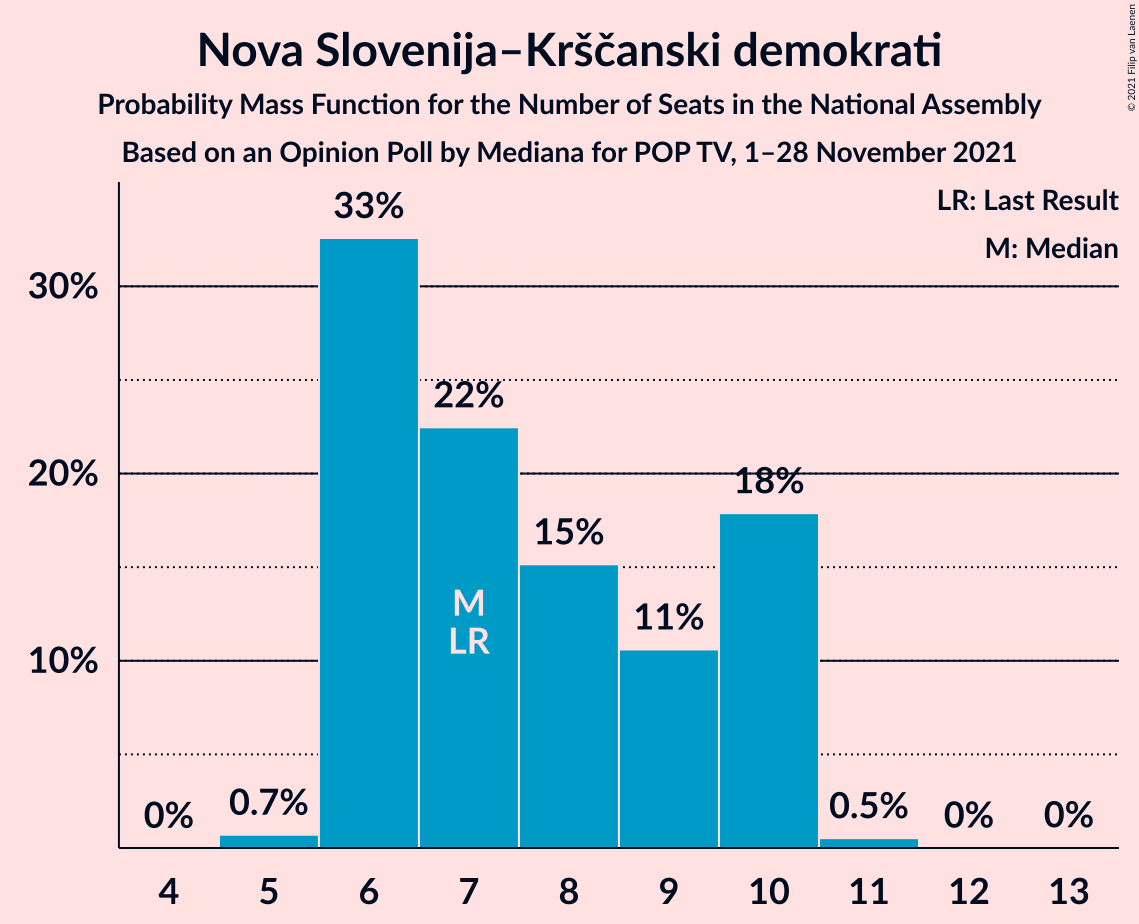 Nova Slovenija–Krščanski demokrati
Probability Mass Function for the Number of Seats in the National Assembly
Based on an Opinion Poll by Mediana for POP TV, 1–28 November 2021
© 2021 Filip van Laenen
LR: Last Result
M: Median
33%
30%
22%
20%
18%
15%
M
11%
LR
10%
0%
0.7%
0.5%
0%
0%
4 5 6 7 8 9 10 11 12 13